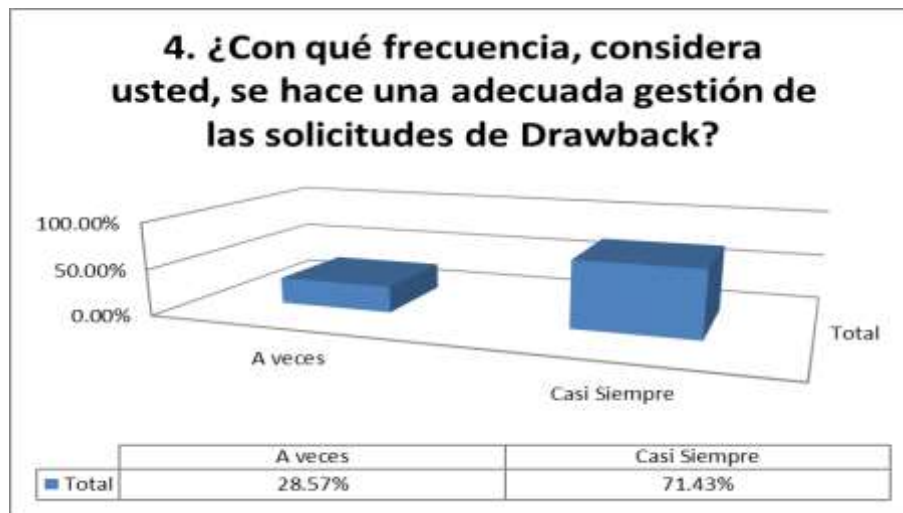 4. ¿Con qué frecuencia, considera
usted, se hace una adecuada gestión de
las solicitudes de Drawback?
100.00%
50.00%
0.00%
A veces
Casi Siempre
Total
A veces Casi Siempre
Total 28.57% 71.43%